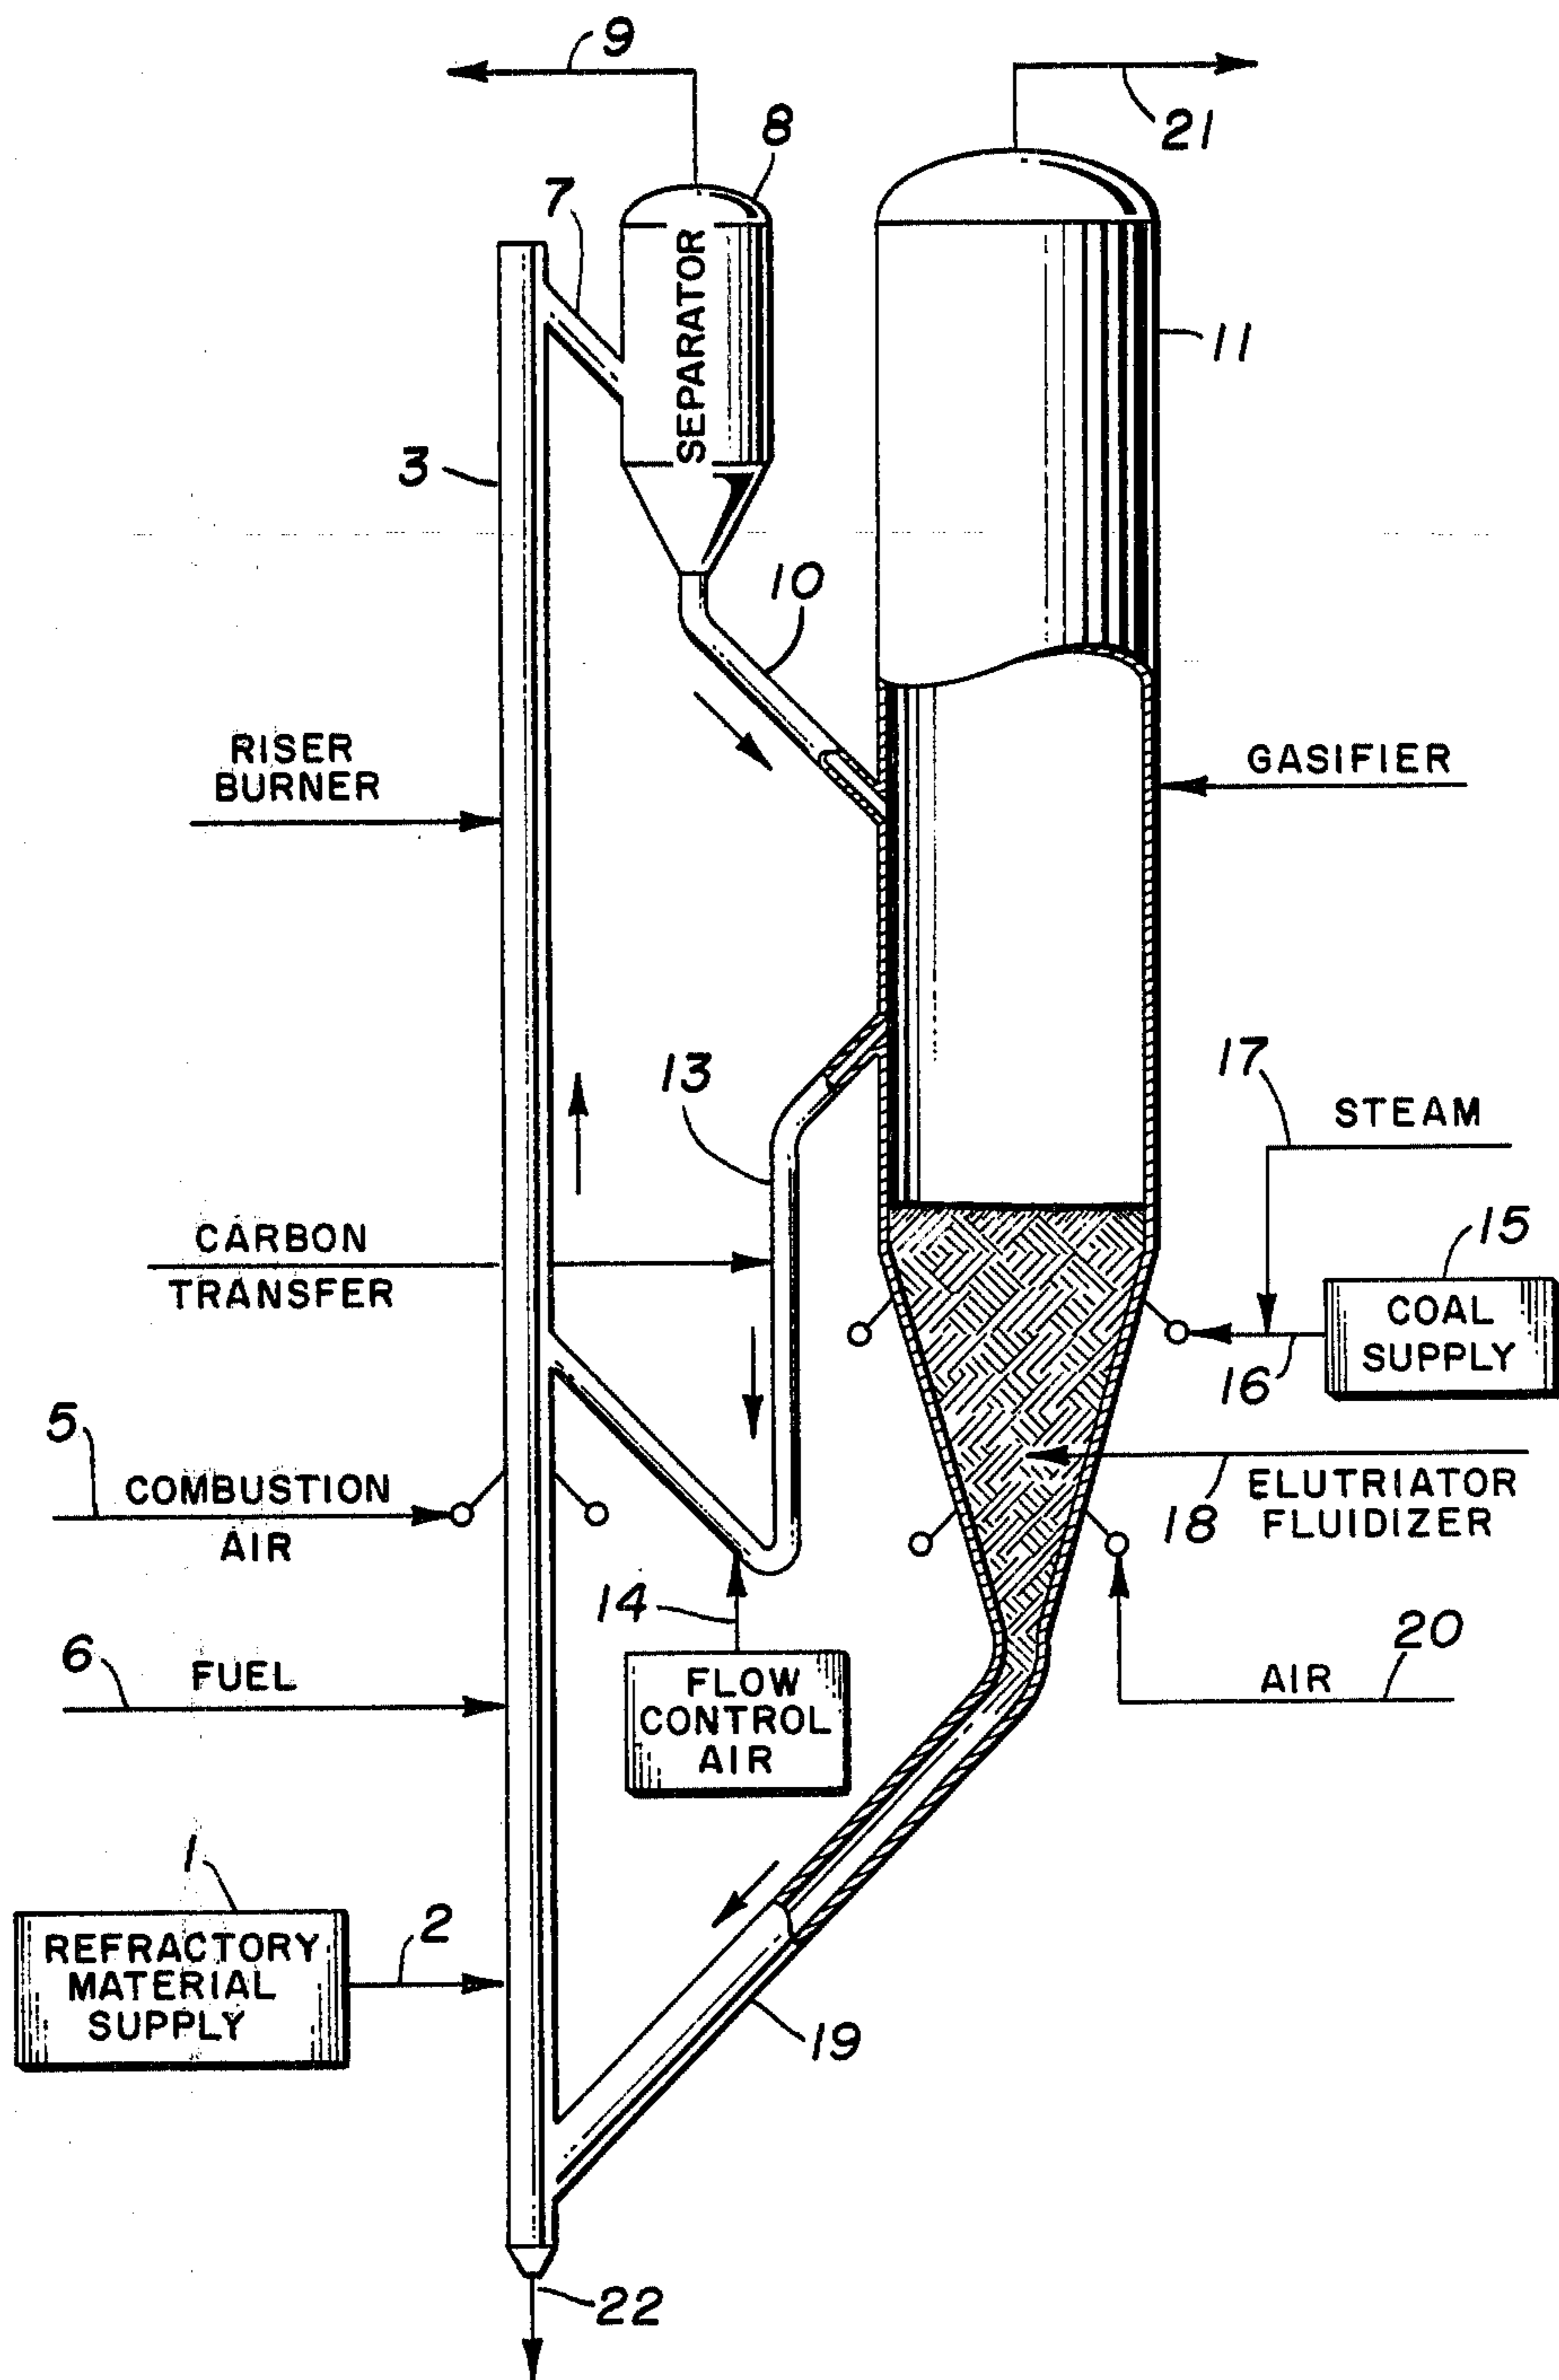 9
8
21
7
SEPARATOR
11
3
10
RISER
BURNER
GASIFIER
13
17
STEAM
CARBON
TRANSFER
15
COAL
SUPPLY
16
5
COMBUSTION
AIR
18
ELUTRIATOR
FLUIDIZER
14
6
FUEL
FLOW
CONTROL
AIR
AIR
20
1
2
REFRACTORY
MATERIAL
SUPPLY
19
22